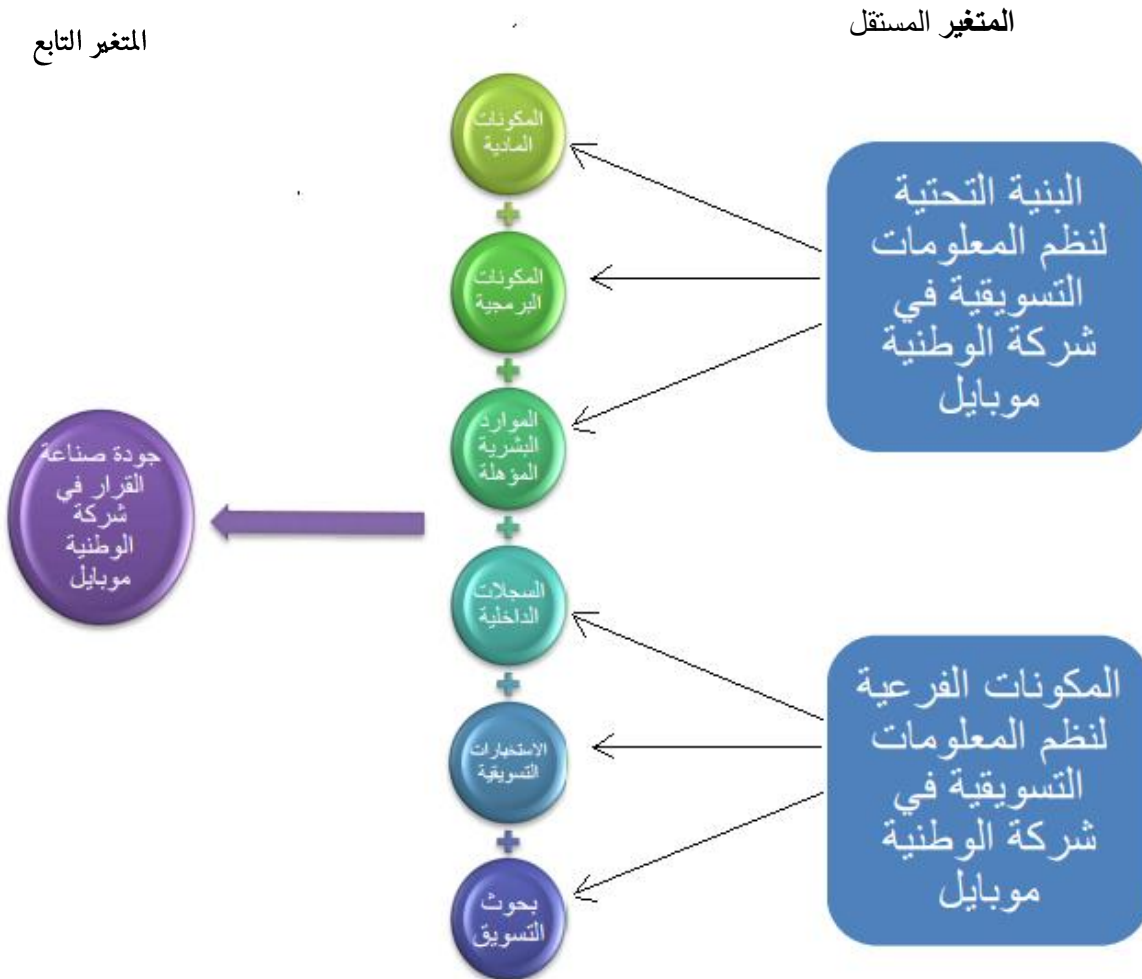 المتغير المستقل
المتغير التابع
البنية التحتية
لنظم المعلومات
التسويقية في
شركة الوطنية
موبايل
المكونات الفرعية
لنظم المعلومات
التسويقية في
شركة الوطنية
موبايل
المكونات
المادية
المكونات
البرمجية
الموارد
البشرية
المؤهلة
السجلات
الداخلية
الاستخبارات
التسويقية
بحوث
التسويق
جودة صناعة
القرار في
شركة
الوطنية
موبايل